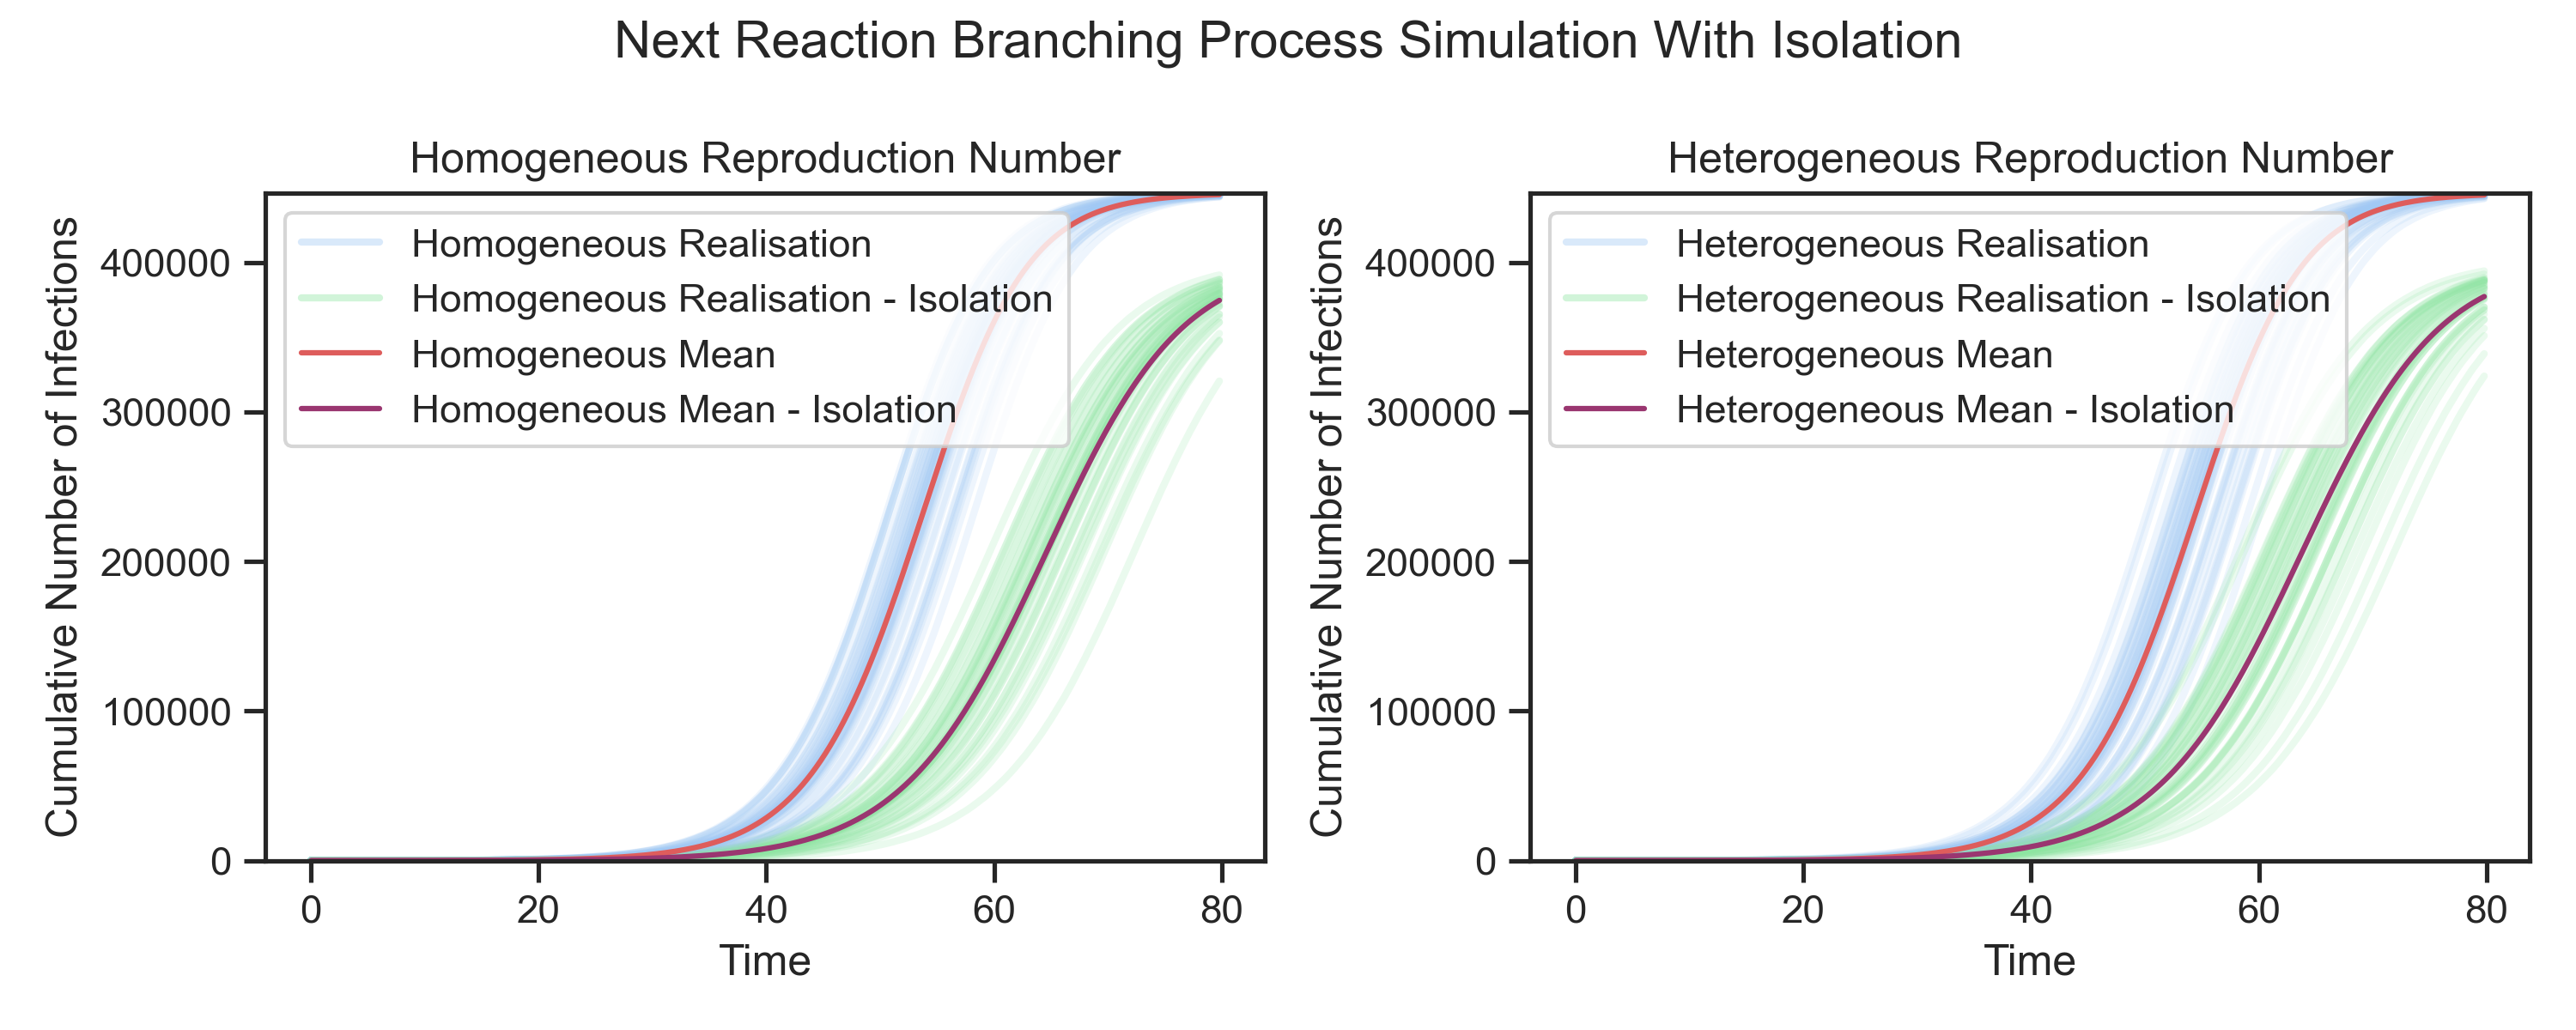 Next Reaction Branching Process Simulation With Isolation
Homogeneous Reproduction Number
Cumulative Number of Infections
400000
300000
200000
100000
0
Homogeneous Realisation
Homogeneous Realisation - Isolation
Homogeneous Mean
Homogeneous Mean - Isolation
0 20 40 60 80
Time
Heterogeneous Reproduction Number
Cumulative Number of Infections
400000
300000
200000
100000
0
Heterogeneous Realisation
Heterogeneous Realisation - Isolation
Heterogeneous Mean
Heterogeneous Mean - Isolation
0 20 40 60 80
Time